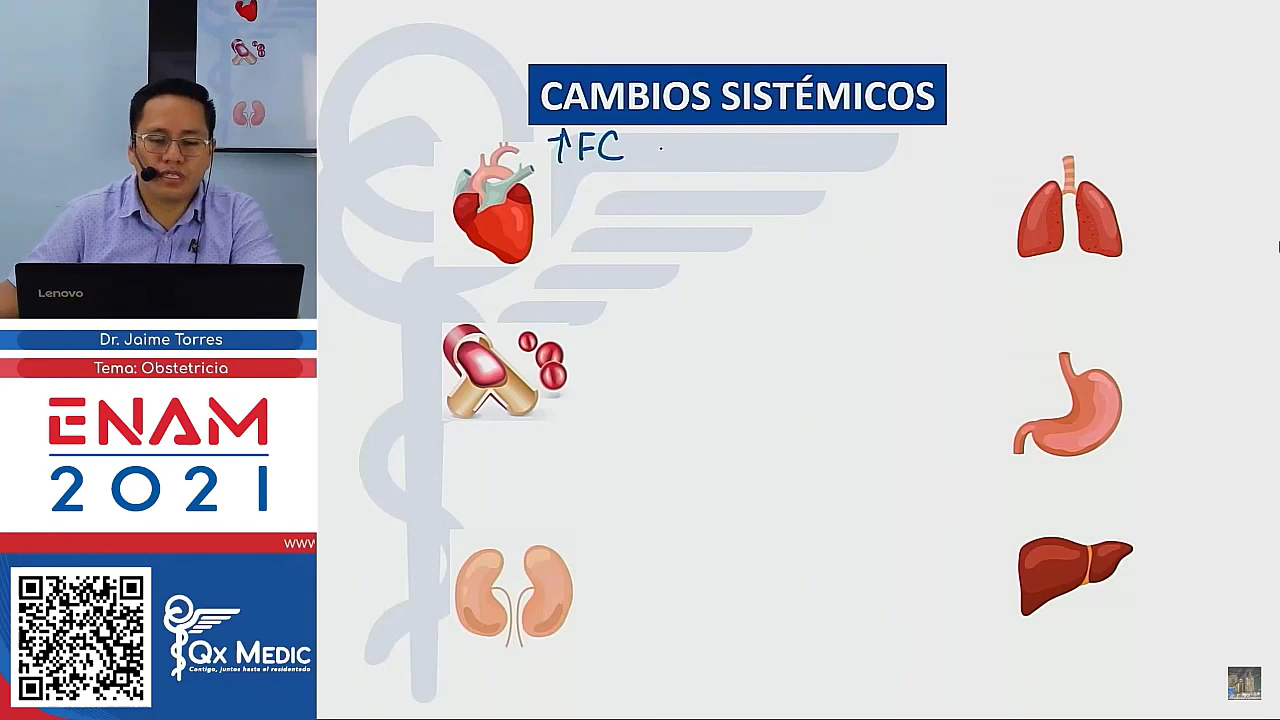 CAMBIOS SISTÉMICOS
↑FC
Lenovo
Dr. Jaime Torres
Tema: Obstetricia
ENAM
2021
www
Qx MEDIC
Contigo, juntos hasta el residentado